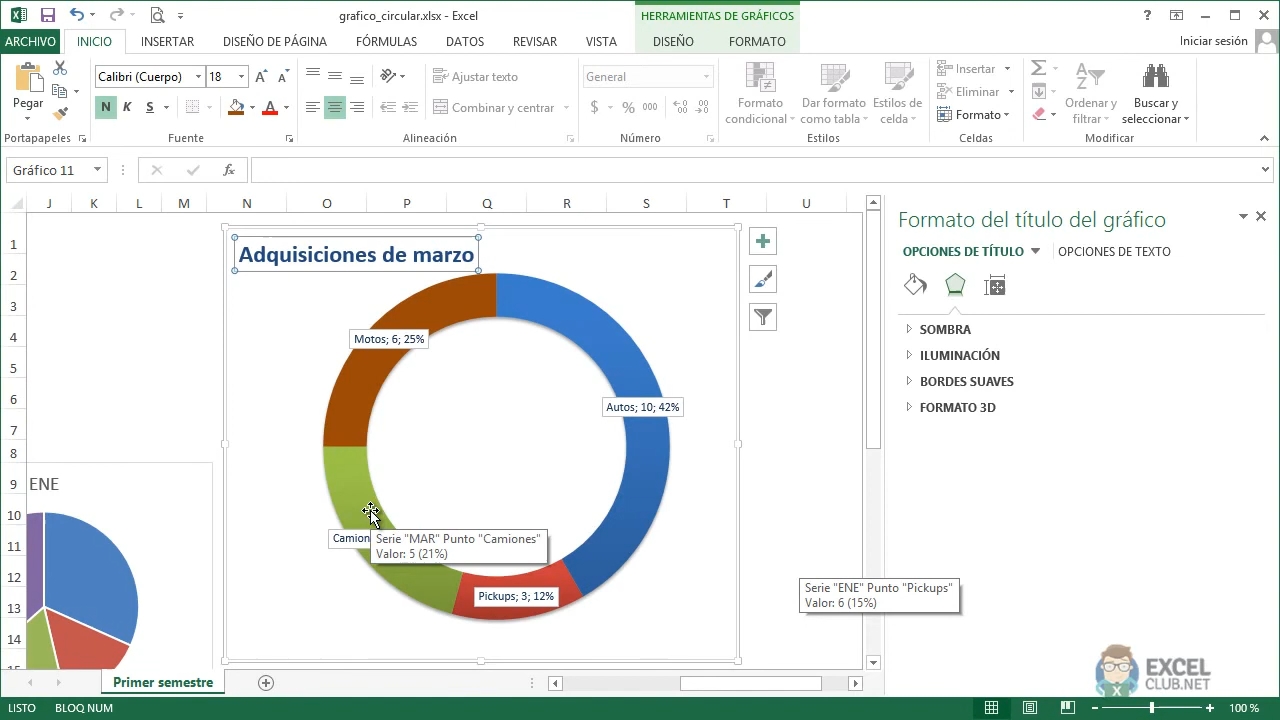 grafico_circular.xlsx - Excel
HERRAMIENTAS DE GRÁFICOS
?
ARCHIVO
INICIO
INSERTAR
DISEÑO DE PÁGINA
FÓRMULAS
DATOS
REVISAR
VISTA
DISEÑO
FORMATO
Iniciar sesión
Pegar
Calibri (Cuerpo)
18
N K S
Ajustar texto
Combinar y centrar
General
$ % 000
Formato
condicional
Dar formato
como tabla
Estilos de
celda
Insertar
Eliminar
Formato
Ordenar y
filtrar
Buscar y
seleccionar
Portapapeles
Fuente
Alineación
Número
Estilos
Celdas
Modificar
Gráfico 11
fx
J K L M N O P Q R S T U
1
2
3
4
5
6
7
8
9
10
11
12
13
14
15
ENE
Adquisiciones de marzo
Motos; 6; 25%
Autos; 10; 42%
Camion
Serie "MAR" Punto "Camiones"
Valor: 5 (21%)
Pickups; 3; 12%
Serie "ENE" Punto "Pickups"
Valor: 6 (15%)
Formato del título del gráfico
OPCIONES DE TÍTULO
OPCIONES DE TEXTO
SOMBRA
ILUMINACIÓN
BORDES SUAVES
FORMATO 3D
EXCEL
CLUB.NET
Primer semestre
LISTO
BLOQ NUM
100 %